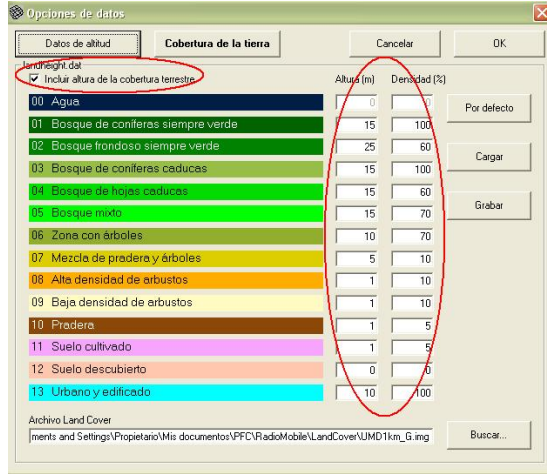 Opciones de datos
Datos de altitud Cobertura de la tierra Cancelar OK
landheight.dat
Incluir altura de la cobertura terrestre Altura (m) Densidad (%)
00 Agua 0 0 Por defecto
01 Bosque de coníferas siempre verde 15 100
02 Bosque frondoso siempre verde 25 60 Cargar
03 Bosque de coníferas caducas 15 100
04 Bosque de hojas caducas 15 60
05 Bosque mixto 15 70 Grabar
06 Zona con árboles 10 70
07 Mezcla de pradera y árboles 5 10
08 Alta densidad de arbustos 1 10
09 Baja densidad de arbustos 1 10
10 Pradera 1 5
11 Suelo cultivado 1 5
12 Suelo descubierto 0 0
13 Urbano y edificado 10 100
Archivo Land Cover
ments and Settings\Propietario\Mis documentos\PFC\RadioMobile\LandCover\UMD1km_G.img Buscar...